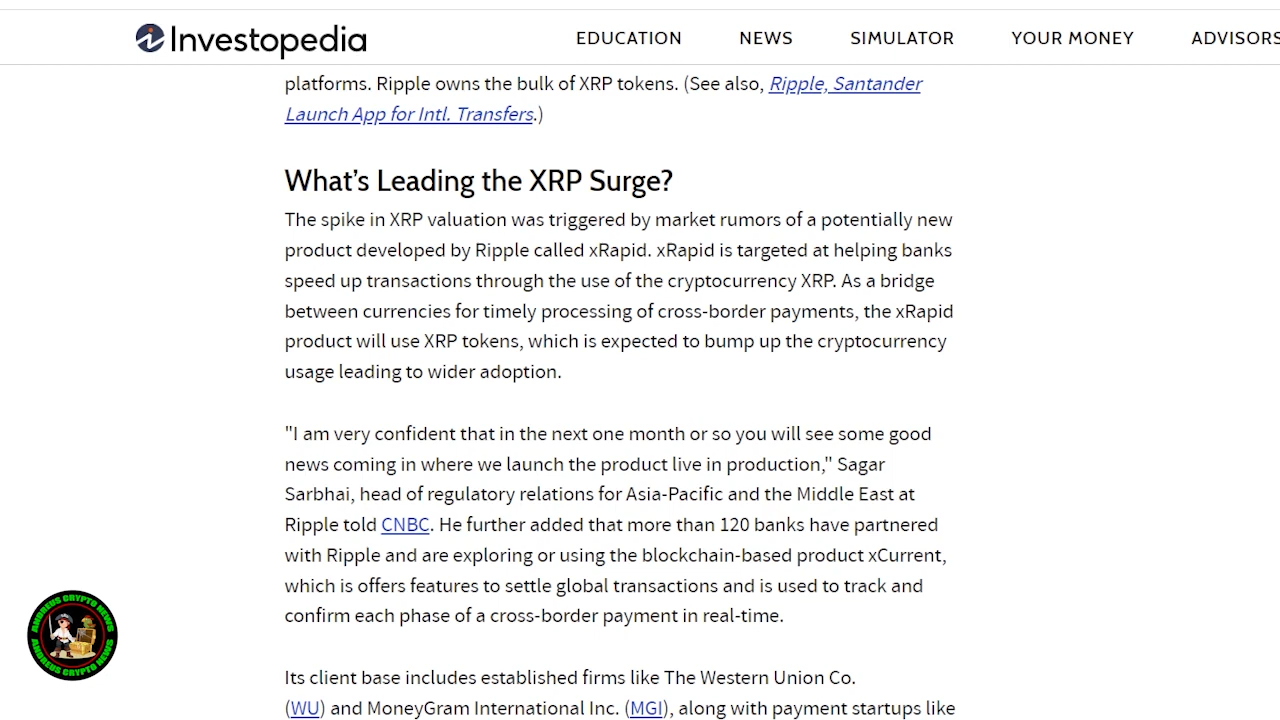 Investopedia
EDUCATION NEWS SIMULATOR YOUR MONEY ADVISORS
platforms. Ripple owns the bulk of XRP tokens. (See also, Ripple, Santander
Launch App for Intl. Transfers.)
What's Leading the XRP Surge?
The spike in XRP valuation was triggered by market rumors of a potentially new
product developed by Ripple called xRapid. xRapid is targeted at helping banks
speed up transactions through the use of the cryptocurrency XRP. As a bridge
between currencies for timely processing of cross-border payments, the xRapid
product will use XRP tokens, which is expected to bump up the cryptocurrency
usage leading to wider adoption.
"I am very confident that in the next one month or so you will see some good
news coming in where we launch the product live in production," Sagar
Sarbhai, head of regulatory relations for Asia-Pacific and the Middle East at
Ripple told CNBC. He further added that more than 120 banks have partnered
with Ripple and are exploring or using the blockchain-based product xCurrent,
which is offers features to settle global transactions and is used to track and
confirm each phase of a cross-border payment in real-time.
Its client base includes established firms like The Western Union Co.
(WU) and MoneyGram International Inc. (MGI), along with payment startups like
ANDREUS CRYPTO NEWS
ANDREUS CRYPTO NEWS